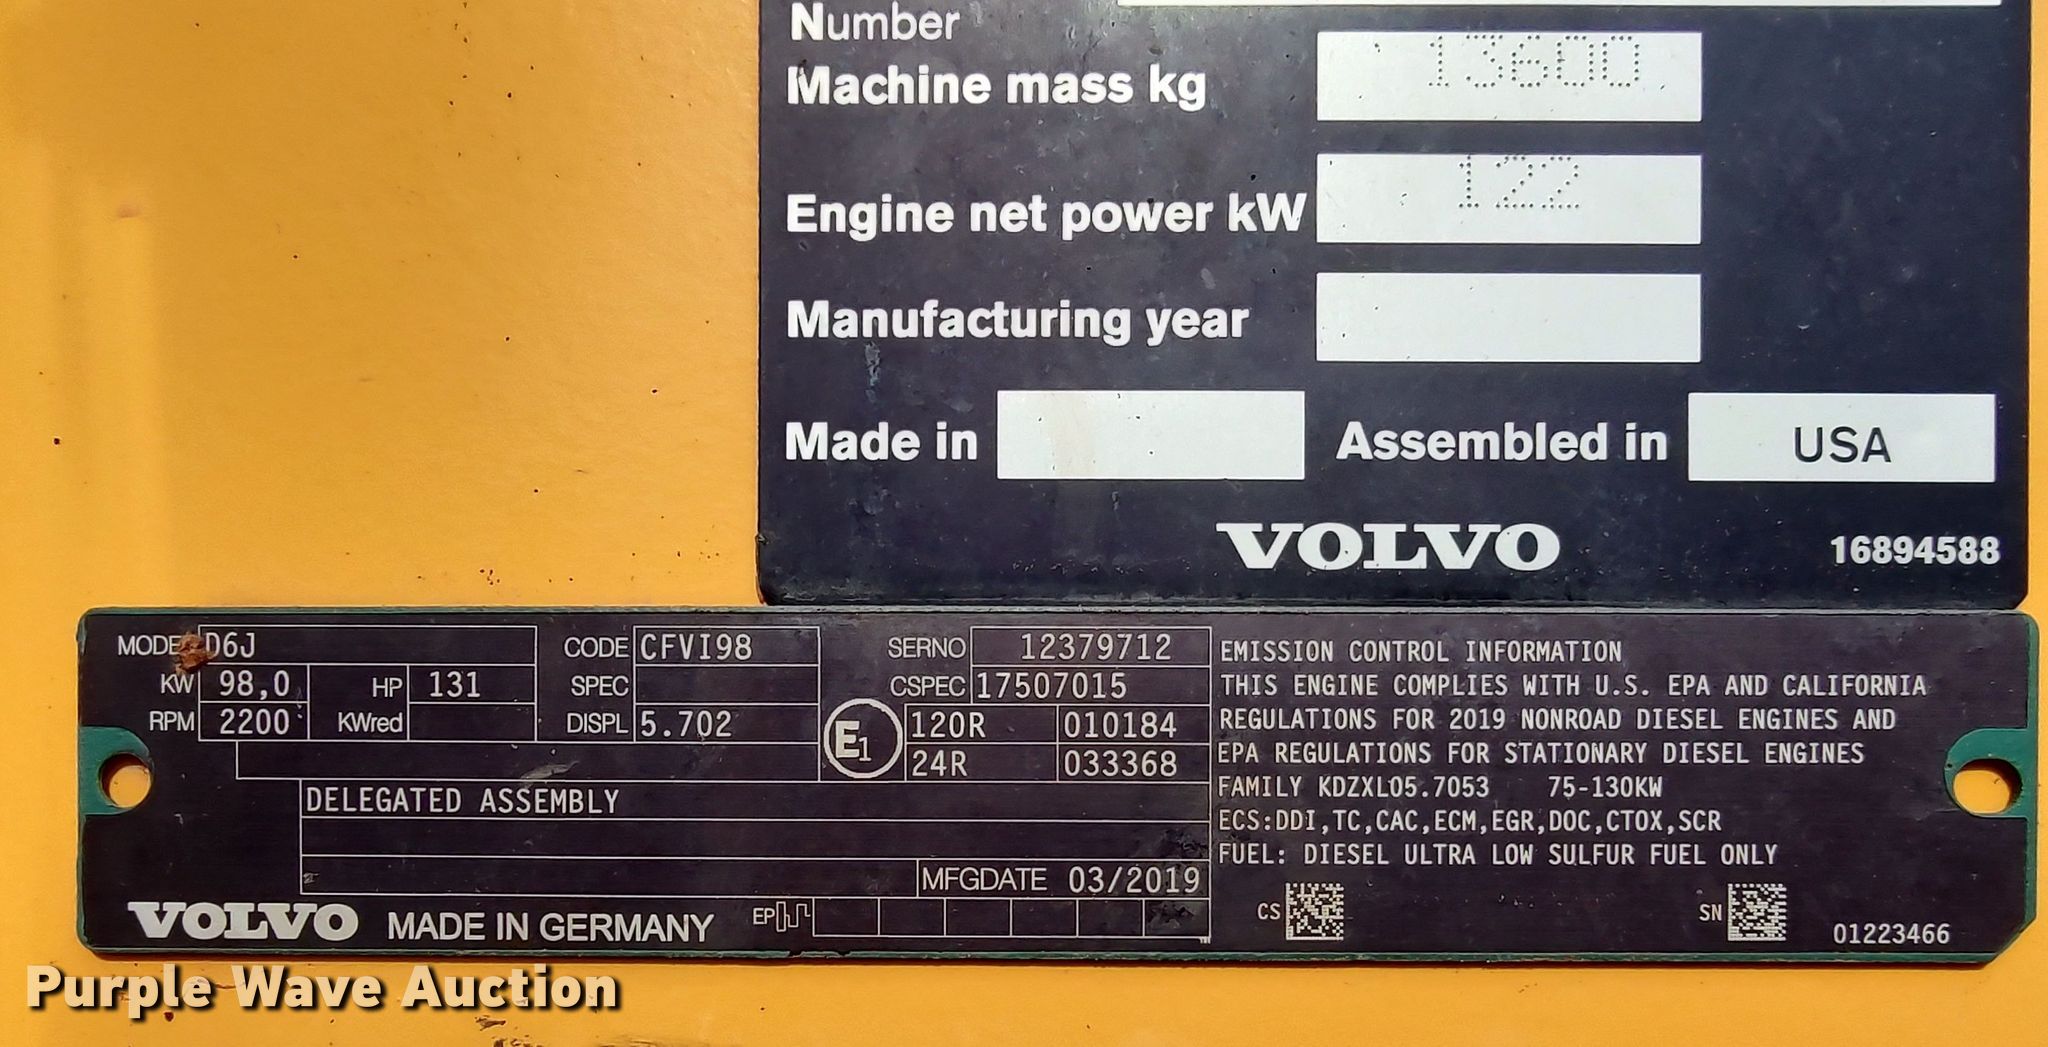 Number
Machine mass kg 13600
Engine net power kW 122
Manufacturing year
Made in Assembled in USA
VOLVO 16894588
MODEL D6J CODE CFVI98 SERNO 12379712
KW 98,0 HP 131 SPEC CSPEC 17507015
RPM 2200 KWred DISPL 5.702 E1 120R 010184
24R 033368
DELEGATED ASSEMBLY
MFGDATE 03/2019
VOLVO MADE IN GERMANY EP
EMISSION CONTROL INFORMATION
THIS ENGINE COMPLIES WITH U.S. EPA AND CALIFORNIA
REGULATIONS FOR 2019 NONROAD DIESEL ENGINES AND
EPA REGULATIONS FOR STATIONARY DIESEL ENGINES
FAMILY KDZXL05.7053 75-130KW
ECS:DDI,TC,CAC,ECM,EGR,DOC,CTOX,SCR
FUEL: DIESEL ULTRA LOW SULFUR FUEL ONLY
CS SN 01223466
Purple Wave Auction